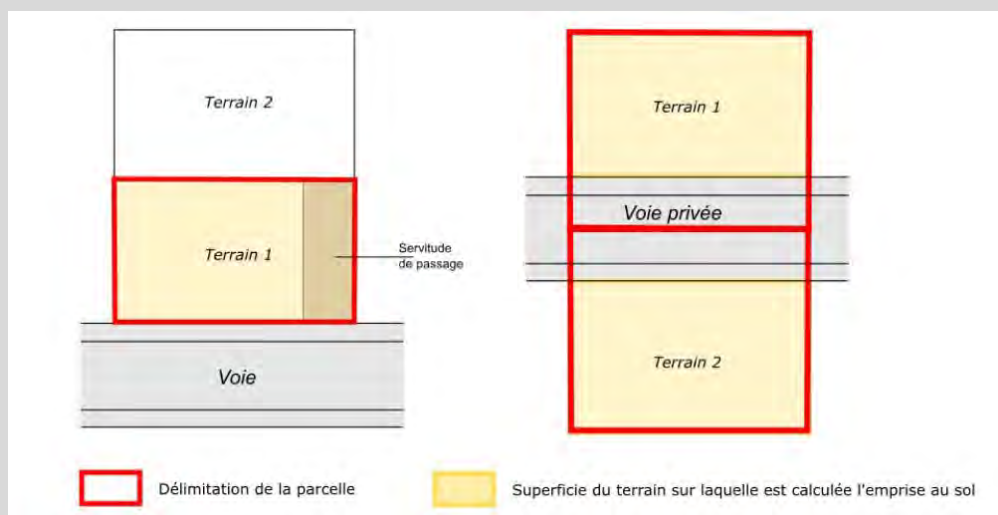 Terrain 2
Terrain 1
Servitude
de passage
Voie
Terrain 1
Voie privée
Terrain 2
Délimitation de la parcelle
Superficie du terrain sur laquelle est calculée l'emprise au sol